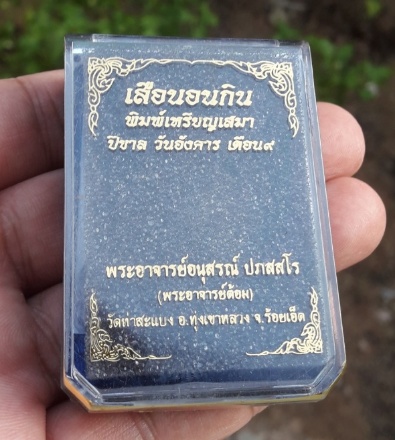 เสือนอนกิน
พิมพ์เหรียญเสมา
ปีขาล วันอังคาร เดือน๙
พระอาจารย์อนุสรณ์ ปภสฺสโร
(พระอาจารย์ต้อม)
วัดท่าสะแบง อ.ทุ่งเขาหลวง จ.ร้อยเอ็ด